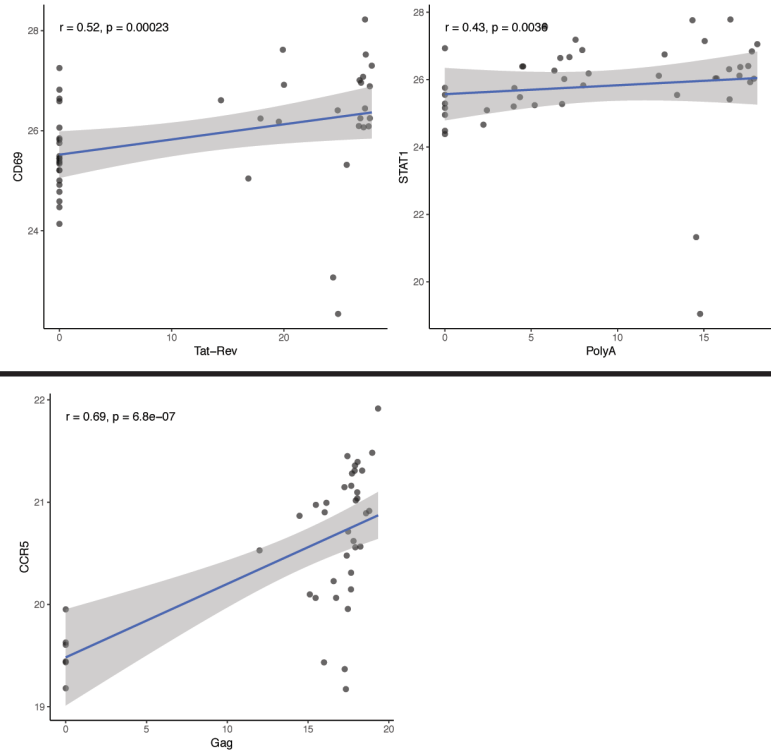 r = 0.52, p = 0.00023
28
26
24
CD69
0
10
20
Tat−Rev
r = 0.43, p = 0.0036
28
26
24
22
20
STAT1
0
5
10
15
PolyA
r = 0.69, p = 6.8e−07
22
21
20
19
CCR5
0
5
10
15
20
Gag